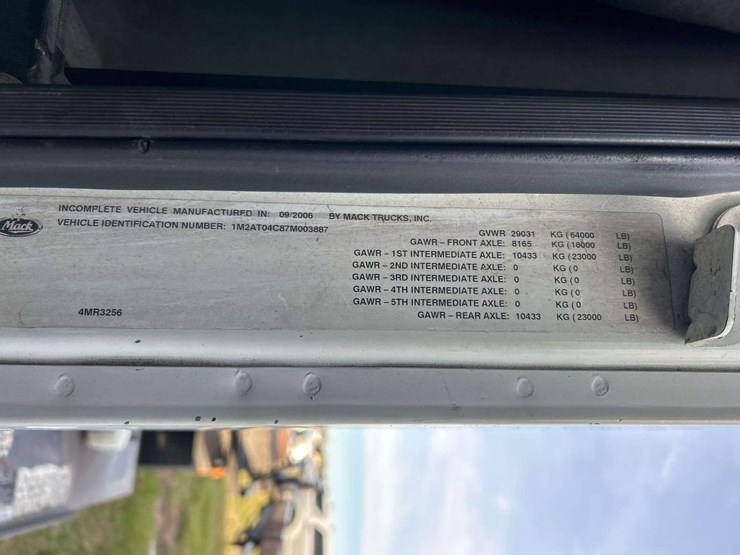 Mack
INCOMPLETE VEHICLE MANUFACTURED IN: 09/2006 BY MACK TRUCKS, INC.
VEHICLE IDENTIFICATION NUMBER: 1M2AT04C87M003887
GVWR 29031 KG ( 64000 LB)
GAWR – FRONT AXLE: 8165 KG ( 18000 LB)
GAWR – 1ST INTERMEDIATE AXLE: 10433 KG ( 23000 LB)
GAWR – 2ND INTERMEDIATE AXLE: 0 KG ( 0 LB)
GAWR – 3RD INTERMEDIATE AXLE: 0 KG ( 0 LB)
GAWR – 4TH INTERMEDIATE AXLE: 0 KG ( 0 LB)
GAWR – 5TH INTERMEDIATE AXLE: 0 KG ( 0 LB)
GAWR – REAR AXLE: 10433 KG ( 23000 LB)
4MR3256